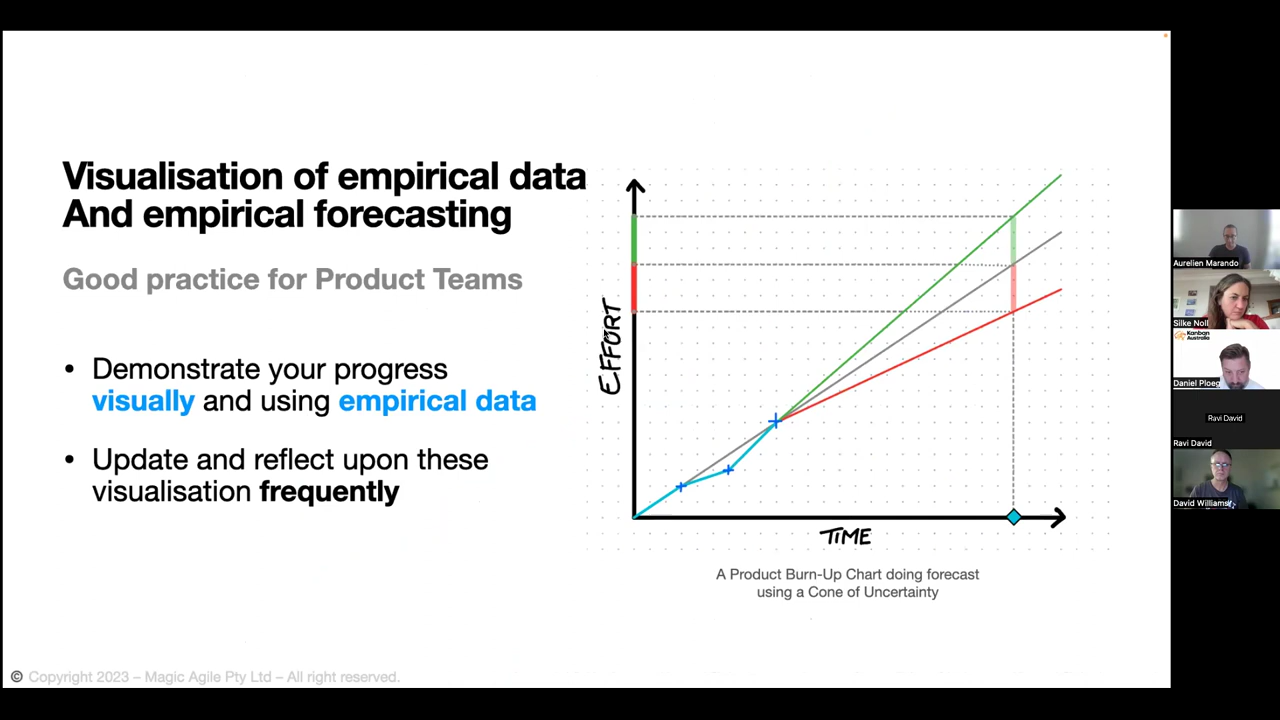 Visualisation of empirical data
And empirical forecasting
Good practice for Product Teams
• Demonstrate your progress
visually and using empirical data
• Update and reflect upon these
visualisation frequently
EFFORT
TIME
A Product Burn-Up Chart doing forecast
using a Cone of Uncertainty
© Copyright 2023 – Magic Agile Pty Ltd – All right reserved.
Aurelien Marando
Silke Noll
Kanban
Australia
Daniel Ploeg
Ravi David
Ravi David
David Williams